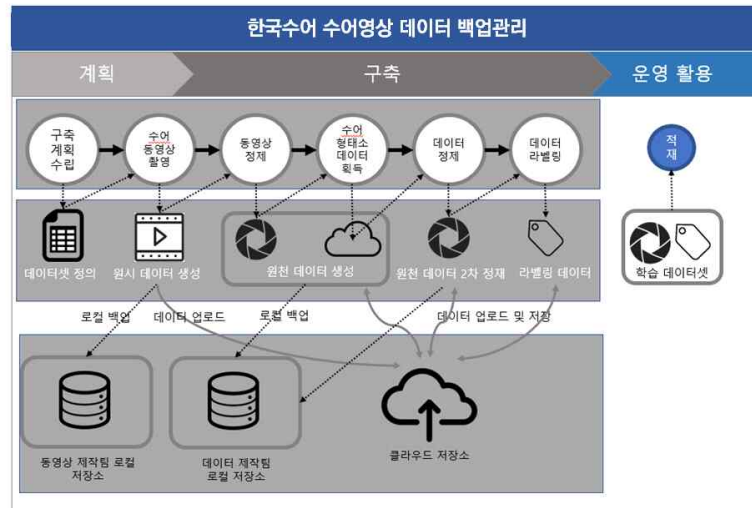 한국수어 수어영상 데이터 백업관리
계획
구축
운영 활용
구축
계획
수립
수어
동영상
촬영
동영상
정제
수어
형태소
데이터
획득
데이터
정제
데이터
라벨링
적
재
데이터셋 정의
원시 데이터 생성
원천 데이터 생성
원천 데이터 2차 정재
라벨링 데이터
학습 데이터셋
로컬 백업
데이터 업로드
로컬 백업
데이터 업로드 및 저장
동영상 제작팀 로컬
저장소
데이터 제작팀
로컬 저장소
클라우드 저장소